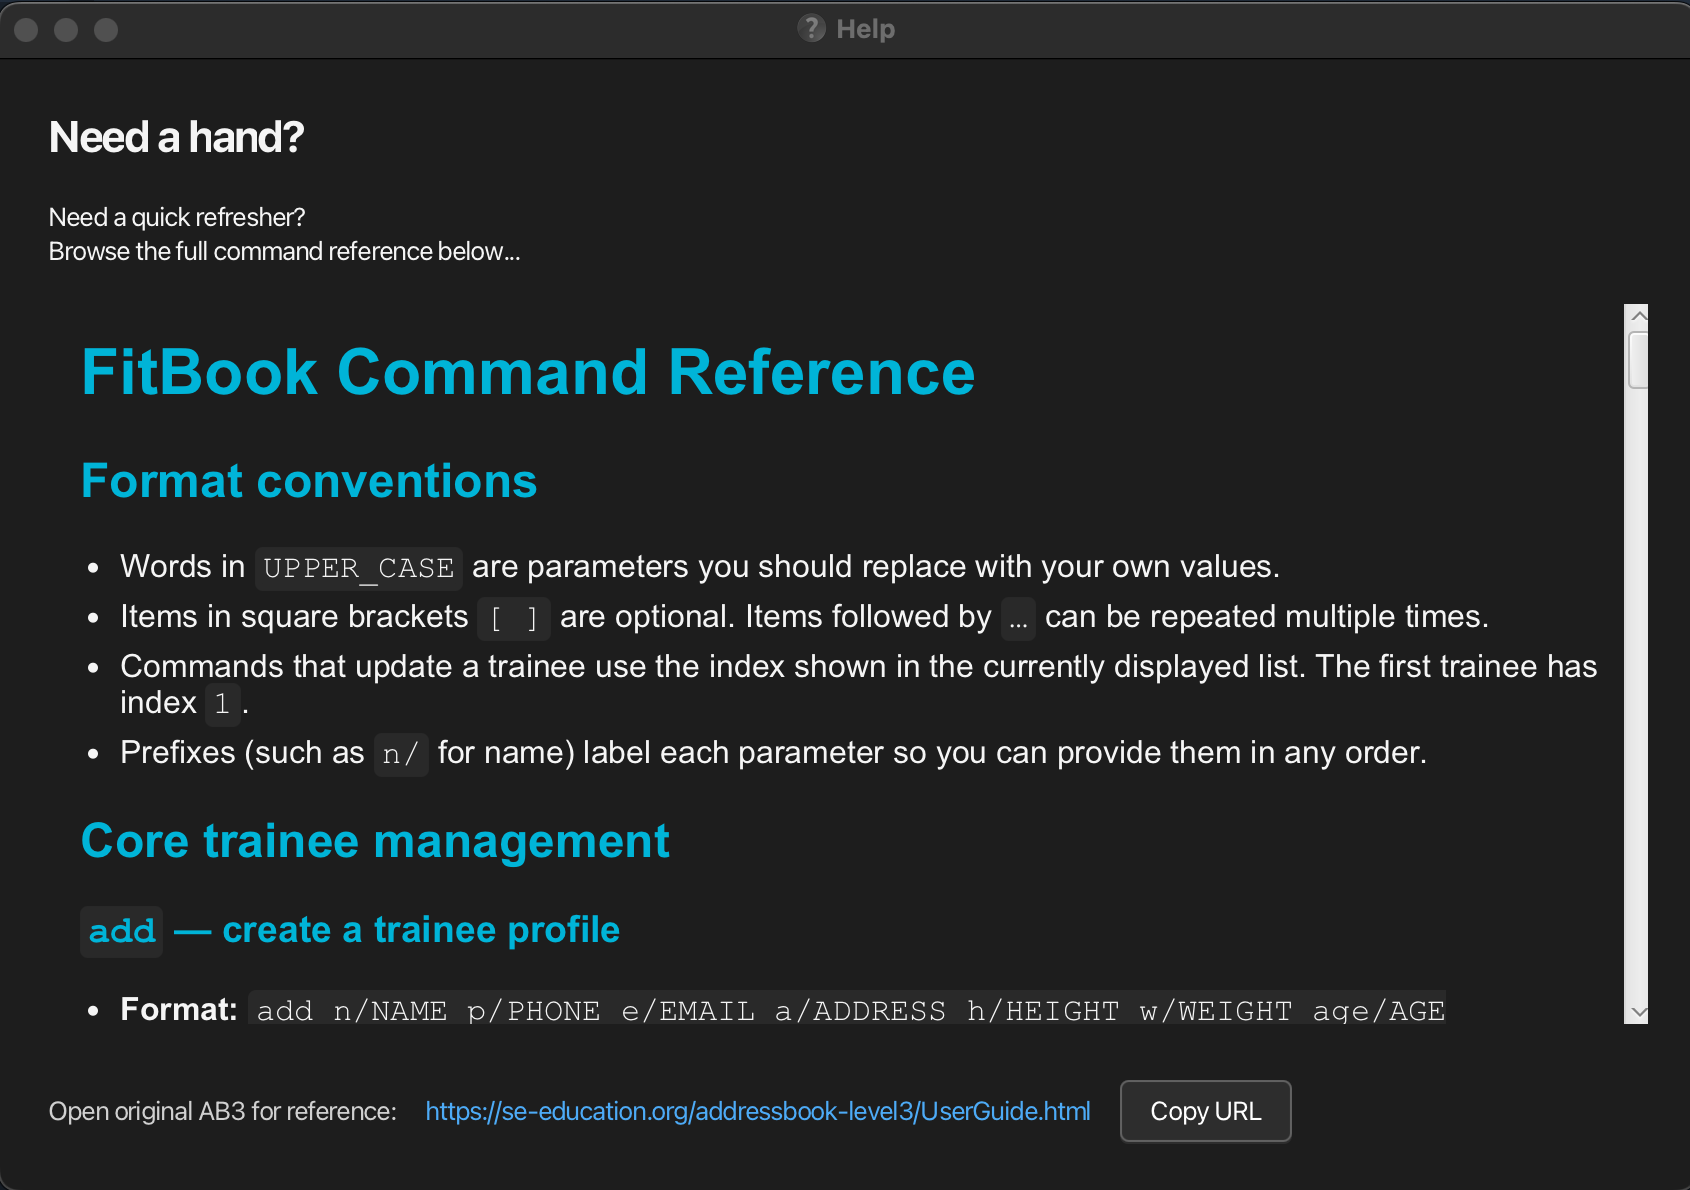 ? Help
Need a hand?
Need a quick refresher?
Browse the full command reference below...
FitBook Command Reference
Format conventions
• Words in UPPER_CASE are parameters you should replace with your own values.
• Items in square brackets [ ] are optional. Items followed by … can be repeated multiple times.
• Commands that update a trainee use the index shown in the currently displayed list. The first trainee has
index 1.
• Prefixes (such as n/ for name) label each parameter so you can provide them in any order.
Core trainee management
add — create a trainee profile
• Format: add n/NAME p/PHONE e/EMAIL a/ADDRESS h/HEIGHT w/WEIGHT age/AGE
Open original AB3 for reference: https://se-education.org/addressbook-level3/UserGuide.html Copy URL